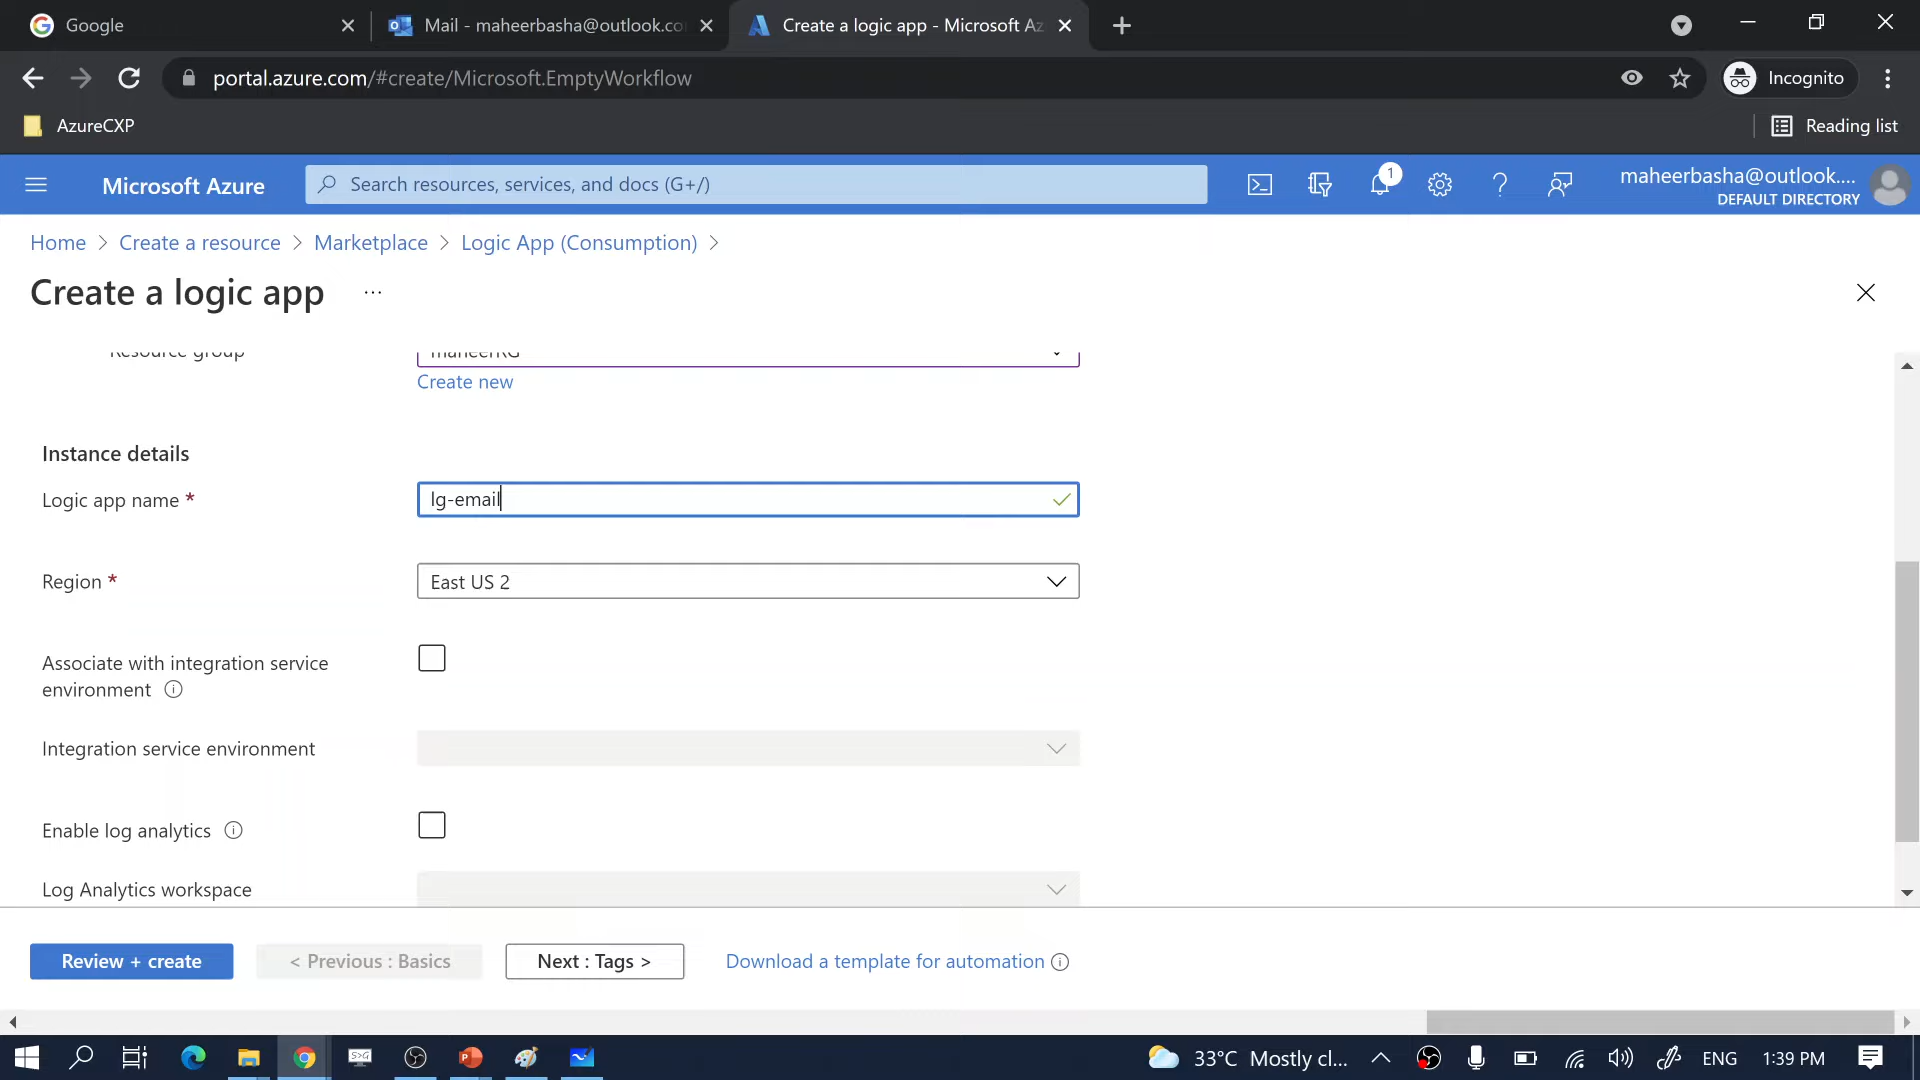 Google
Mail - maheerbasha@outlook.co
Create a logic app - Microsoft Az
portal.azure.com/#create/Microsoft.EmptyWorkflow
Incognito
AzureCXP
Reading list
Microsoft Azure
Search resources, services, and docs (G+/)
1
maheerbasha@outlook....
DEFAULT DIRECTORY
Home > Create a resource > Marketplace > Logic App (Consumption) >
Create a logic app ...
Resource group
maheerRG
Create new
Instance details
Logic app name *
lg-email
Region *
East US 2
Associate with integration service
environment
Integration service environment
Enable log analytics
Log Analytics workspace
Review + create
< Previous : Basics
Next : Tags >
Download a template for automation
33°C Mostly cl...
ENG
1:39 PM